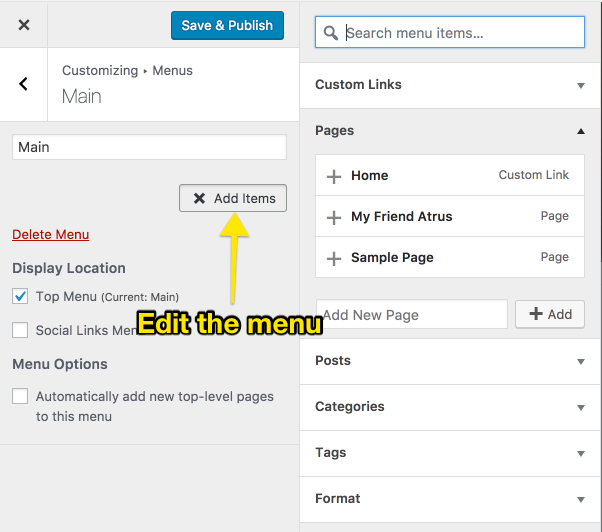 Save & Publish
Customizing ▸ Menus
Main
Main
Add Items
Delete Menu
Display Location
Top Menu (Current: Main)
Edit the menu
Social Links Men
Menu Options
Automatically add new top-level pages
to this menu
Search menu items...
Custom Links
Pages
Home Custom Link
My Friend Atrus Page
Sample Page Page
Add New Page Add
Posts
Categories
Tags
Format